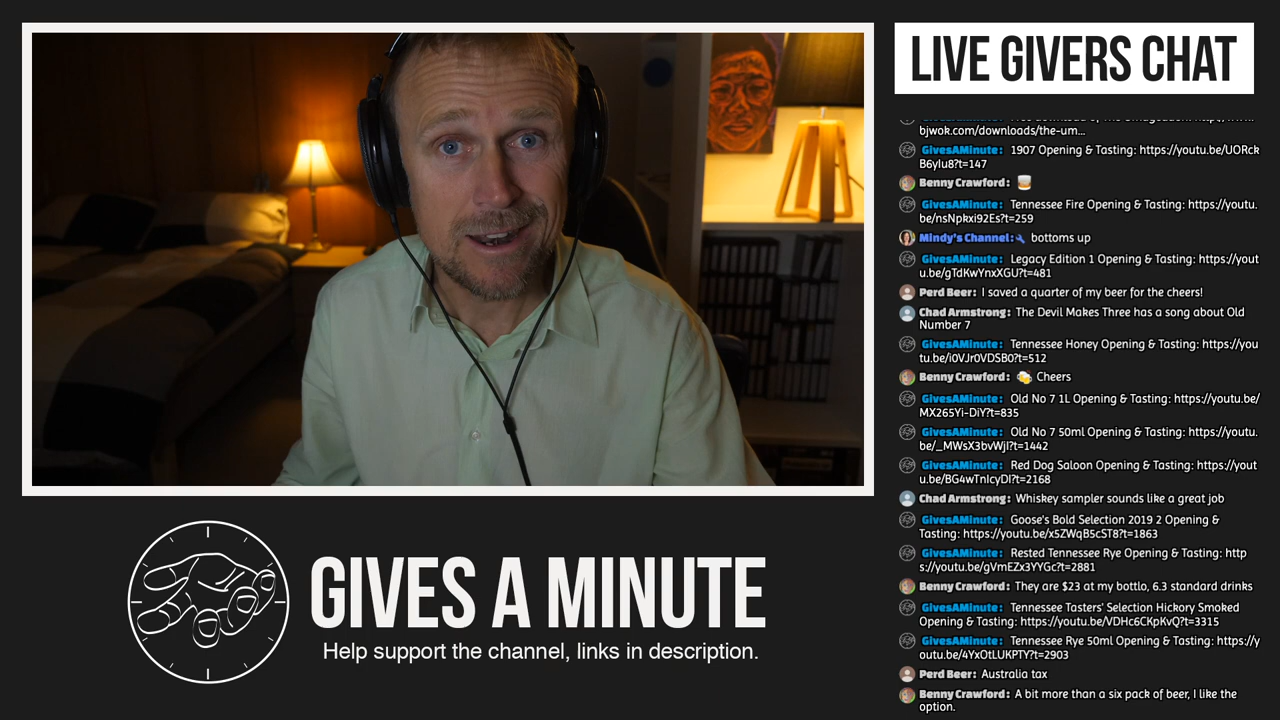 LIVE GIVERS CHAT
bjwok.com/downloads/the-um...
GivesAMinute: 1907 Opening & Tasting: https://youtu.be/UORck
B6yIu8?t=147
Benny Crawford:
GivesAMinute: Tennessee Fire Opening & Tasting: https://youtu.
be/nsNpkxi92Es?t=259
Mindy's Channel: bottoms up
GivesAMinute: Legacy Edition 1 Opening & Tasting: https://yout
u.be/gTdKwYnxXGU?t=481
Perd Beer: I saved a quarter of my beer for the cheers!
Chad Armstrong: The Devil Makes Three has a song about Old
Number 7
GivesAMinute: Tennessee Honey Opening & Tasting: https://you
tu.be/i0VJr0VDSB0?t=512
Benny Crawford: Cheers
GivesAMinute: Old No 7 1L Opening & Tasting: https://youtu.be/
MX265Yi-DiY?t=835
GivesAMinute: Old No 7 50ml Opening & Tasting: https://youtu.
be/_MWsX3bvWjI?t=1442
GivesAMinute: Red Dog Saloon Opening & Tasting: https://yout
u.be/BG4wTnIcyDI?t=2168
Chad Armstrong: Whiskey sampler sounds like a great job
GivesAMinute: Goose's Bold Selection 2019 2 Opening &
Tasting: https://youtu.be/x5ZWqB5cST8?t=1863
GivesAMinute: Rested Tennessee Rye Opening & Tasting: http
s://youtu.be/gVmEZx3YYGc?t=2881
Benny Crawford: They are $23 at my bottlo, 6.3 standard drinks
GivesAMinute: Tennessee Tasters' Selection Hickory Smoked
Opening & Tasting: https://youtu.be/VDHc6CKpKvQ?t=3315
GivesAMinute: Tennessee Rye 50ml Opening & Tasting: https://y
outu.be/4YxOtLUKPTY?t=2903
Perd Beer: Australia tax
Benny Crawford: A bit more than a six pack of beer, I like the
option.
GIVES A MINUTE
Help support the channel, links in description.